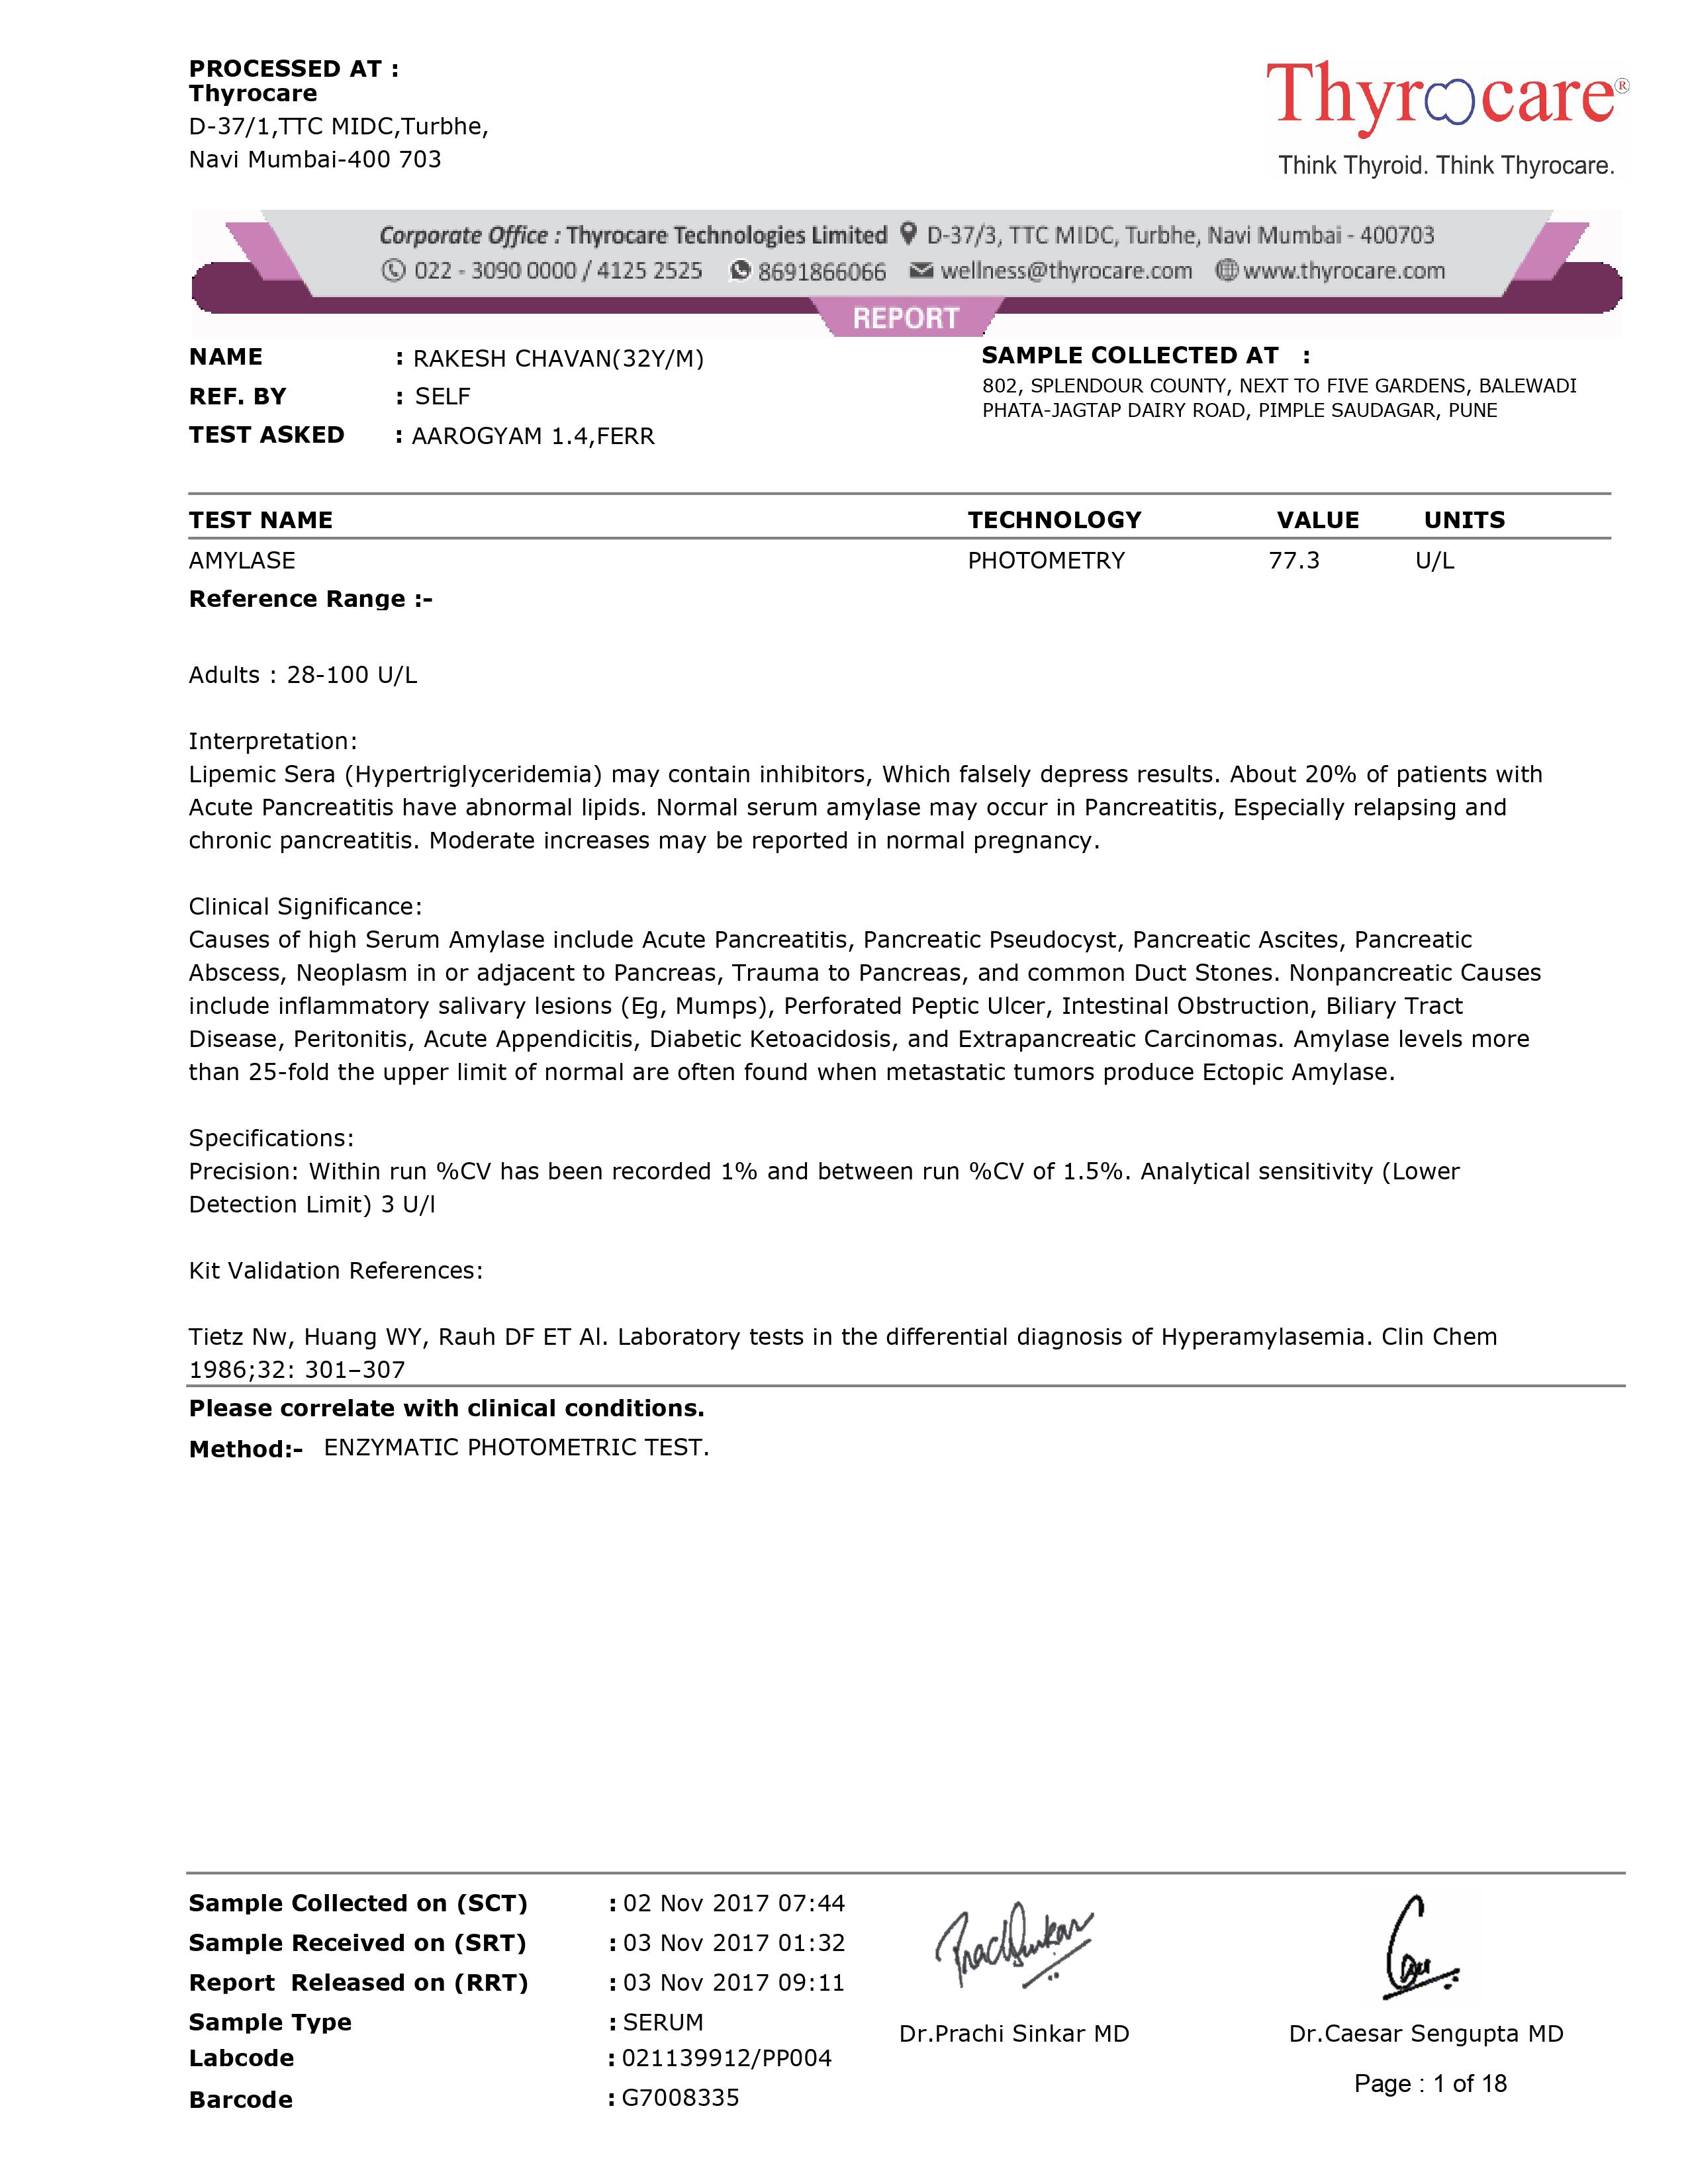 PROCESSED AT :
Thyrocare
D-37/1,TTC MIDC,Turbhe,
Navi Mumbai-400 703
Thyrocare®
Think Thyroid. Think Thyrocare.
Corporate Office : Thyrocare Technologies Limited D-37/3, TTC MIDC, Turbhe, Navi Mumbai - 400703
022 - 3090 0000 / 4125 2525 8691866066 wellness@thyrocare.com www.thyrocare.com
REPORT
NAME : RAKESH CHAVAN(32Y/M)
REF. BY : SELF
TEST ASKED : AAROGYAM 1.4,FERR
SAMPLE COLLECTED AT :
802, SPLENDOUR COUNTY, NEXT TO FIVE GARDENS, BALEWADI
PHATA-JAGTAP DAIRY ROAD, PIMPLE SAUDAGAR, PUNE
TEST NAME TECHNOLOGY VALUE UNITS
AMYLASE PHOTOMETRY 77.3 U/L
Reference Range :-
Adults : 28-100 U/L
Interpretation:
Lipemic Sera (Hypertriglyceridemia) may contain inhibitors, Which falsely depress results. About 20% of patients with
Acute Pancreatitis have abnormal lipids. Normal serum amylase may occur in Pancreatitis, Especially relapsing and
chronic pancreatitis. Moderate increases may be reported in normal pregnancy.
Clinical Significance:
Causes of high Serum Amylase include Acute Pancreatitis, Pancreatic Pseudocyst, Pancreatic Ascites, Pancreatic
Abscess, Neoplasm in or adjacent to Pancreas, Trauma to Pancreas, and common Duct Stones. Nonpancreatic Causes
include inflammatory salivary lesions (Eg, Mumps), Perforated Peptic Ulcer, Intestinal Obstruction, Biliary Tract
Disease, Peritonitis, Acute Appendicitis, Diabetic Ketoacidosis, and Extrapancreatic Carcinomas. Amylase levels more
than 25-fold the upper limit of normal are often found when metastatic tumors produce Ectopic Amylase.
Specifications:
Precision: Within run %CV has been recorded 1% and between run %CV of 1.5%. Analytical sensitivity (Lower
Detection Limit) 3 U/l
Kit Validation References:
Tietz Nw, Huang WY, Rauh DF ET Al. Laboratory tests in the differential diagnosis of Hyperamylasemia. Clin Chem
1986;32: 301–307
Please correlate with clinical conditions.
Method:- ENZYMATIC PHOTOMETRIC TEST.
Sample Collected on (SCT) : 02 Nov 2017 07:44
Sample Received on (SRT) : 03 Nov 2017 01:32
Report Released on (RRT) : 03 Nov 2017 09:11
Sample Type : SERUM
Labcode : 021139912/PP004
Barcode : G7008335
Dr.Prachi Sinkar MD
Dr.Caesar Sengupta MD
Page : 1 of 18